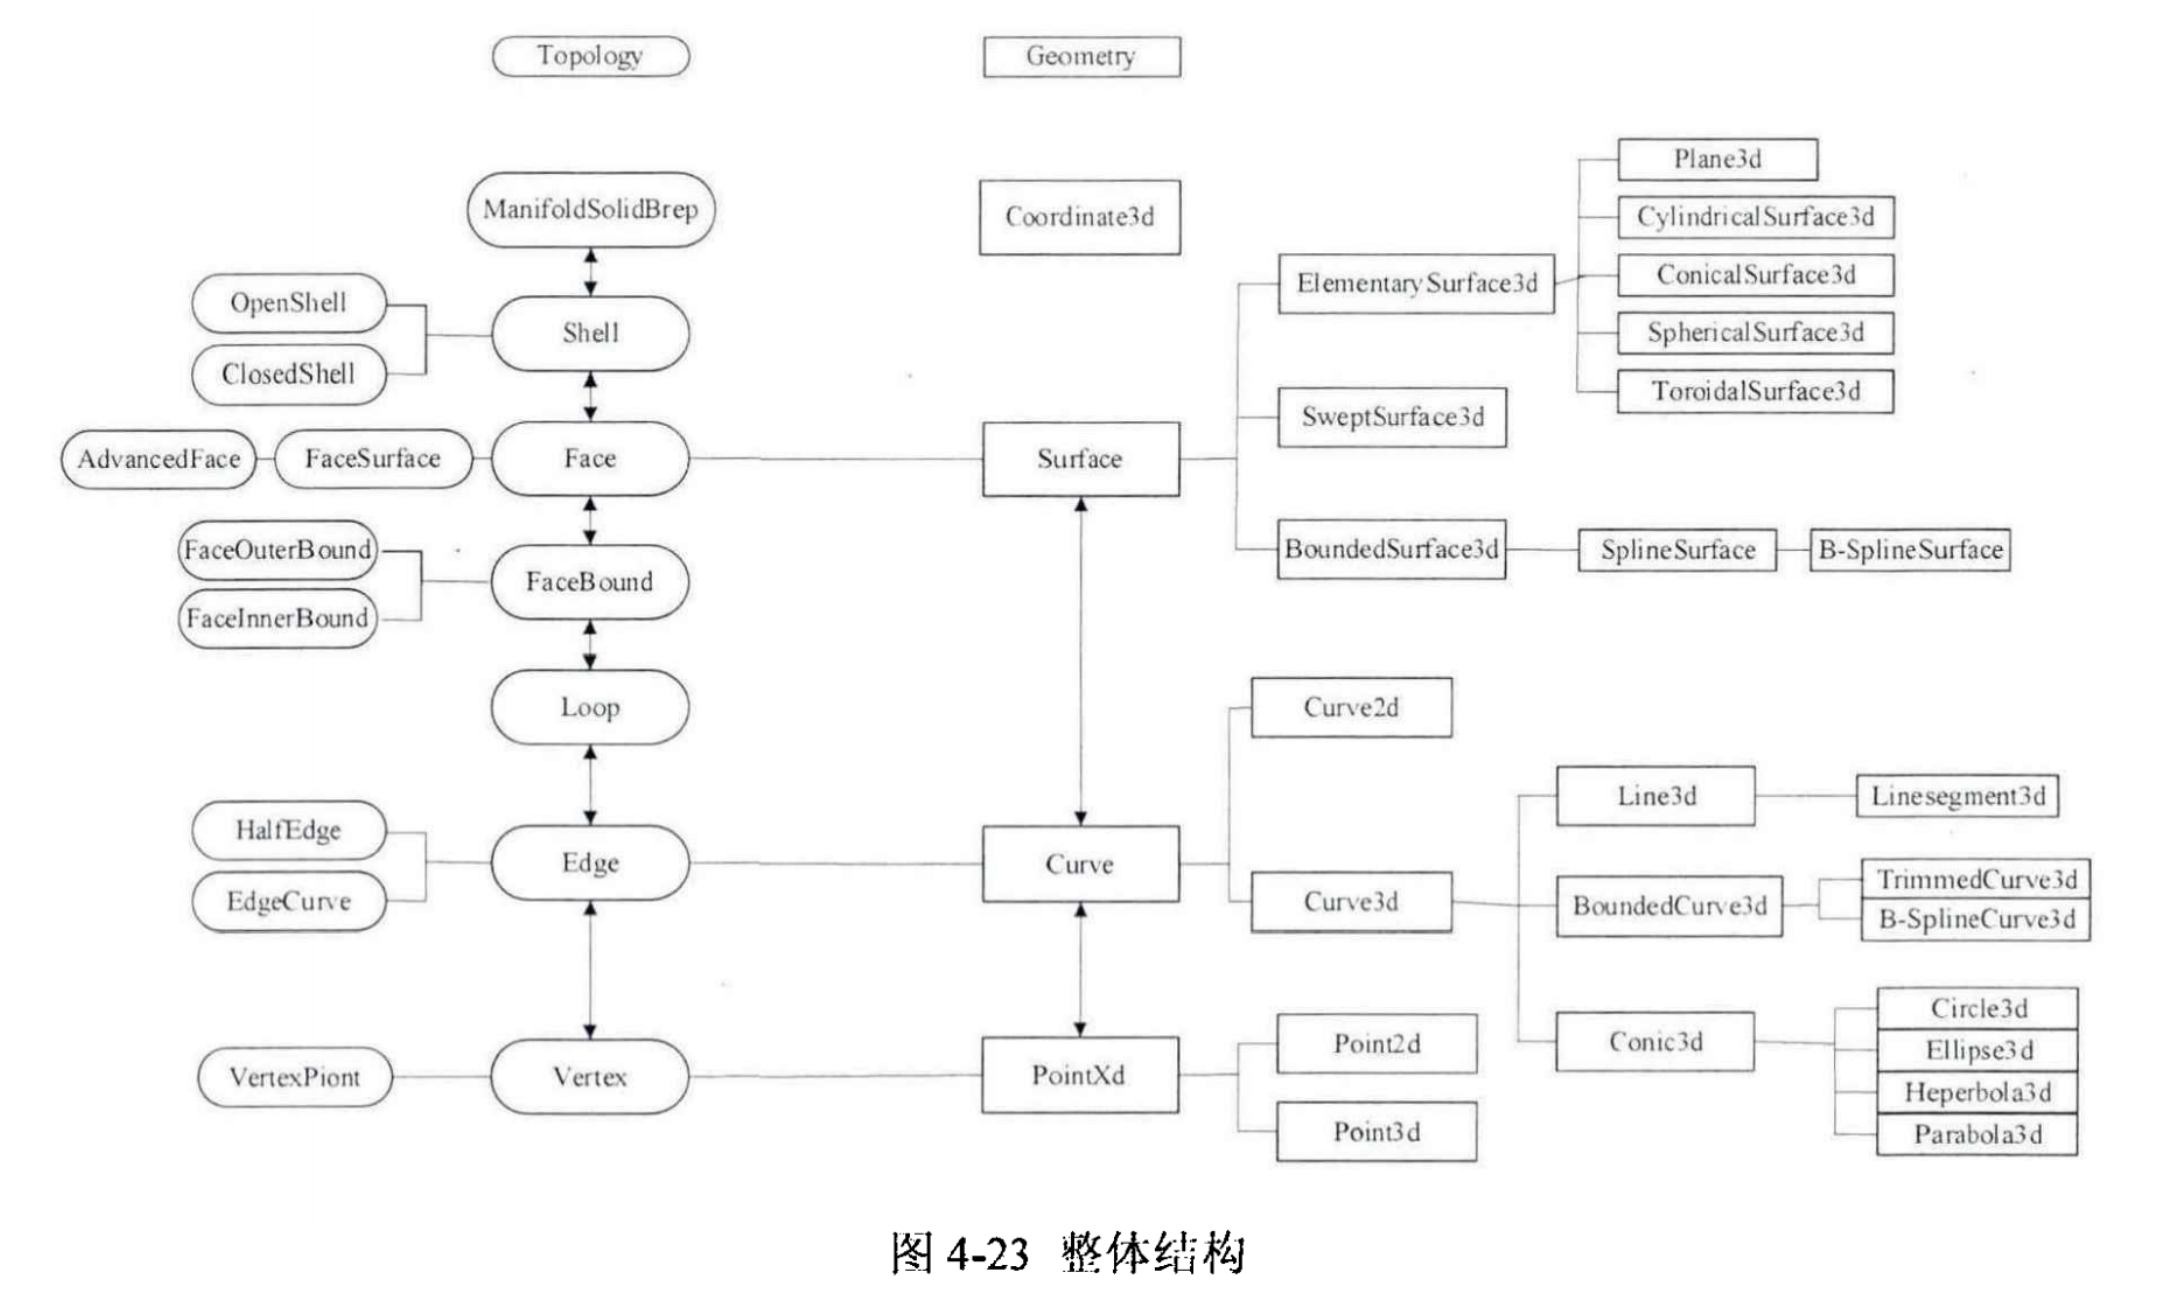 Topology
Geometry
ManifoldSolidBrep
Coordinate3d
Plane3d
CylindricalSurface3d
ElementarySurface3d
ConicalSurface3d
OpenShell
Shell
SphericalSurface3d
ClosedShell
ToroidalSurface3d
SweptSurface3d
AdvancedFace
FaceSurface
Face
Surface
FaceOuterBound
FaceBound
BoundedSurface3d
SplineSurface
B-SplineSurface
FaceInnerBound
Loop
Curve2d
Line3d
Linesegment3d
HalfEdge
Edge
Curve
EdgeCurve
Curve3d
BoundedCurve3d
TrimmedCurve3d
B-SplineCurve3d
Circle3d
Point2d
Conic3d
Ellipse3d
VertexPiont
Vertex
PointXd
Heperbola3d
Point3d
Parabola3d
图 4-23 整体结构